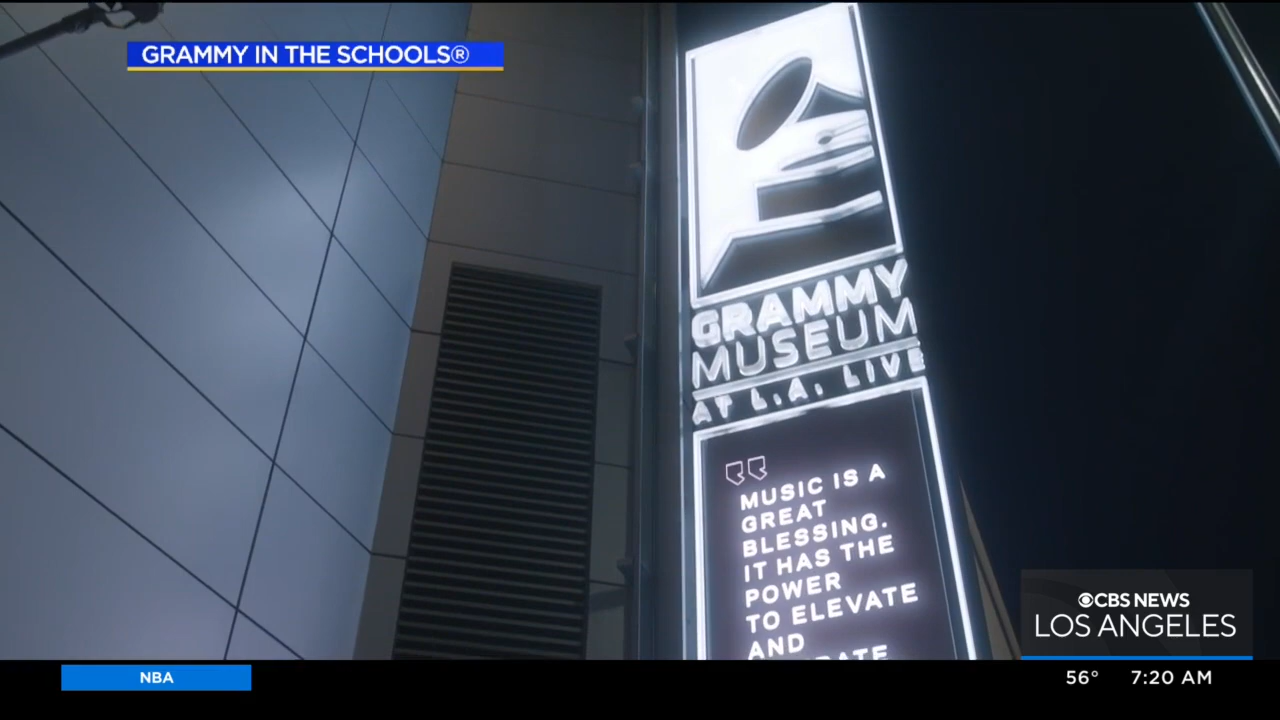 GRAMMY IN THE SCHOOLS®
GRAMMY
MUSEUM
AT L.A. LIVE
MUSIC IS A
GREAT
BLESSING.
IT HAS THE
POWER
TO ELEVATE
AND
CBS NEWS
LOS ANGELES
NBA
56° 7:20 AM